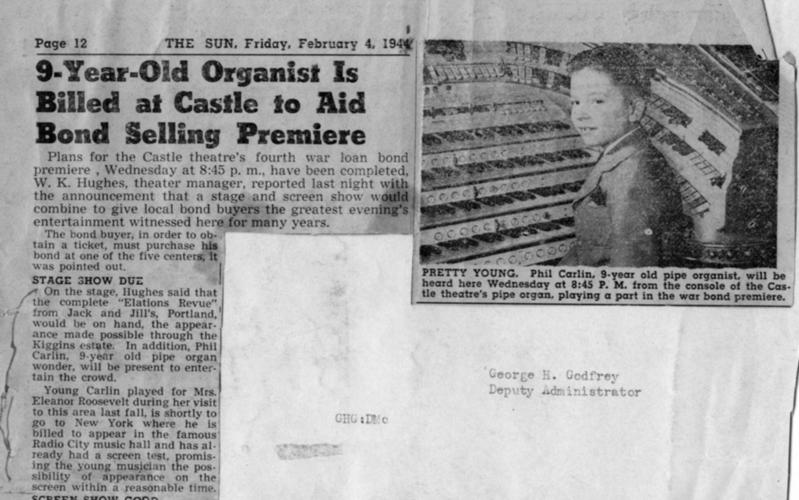 Page 12 THE SUN, Friday, February 4, 1944
9-Year-Old Organist Is
Billed at Castle to Aid
Bond Selling Premiere
Plans for the Castle theatre's fourth war loan bond
premiere , Wednesday at 8:45 p. m., have been completed,
W. K. Hughes, theater manager, reported last night with
the announcement that a stage and screen show would
combine to give local bond buyers the greatest evening's
entertainment witnessed here for many years.
The bond buyer, in order to ob-
tain a ticket, must purchase his
bond at one of the five centers, it
was pointed out.
STAGE SHOW DUE
On the stage, Hughes said that
the complete "Elations Revue"
from Jack and Jill's, Portland,
would be on hand, the appear-
ance made possible through the
Kiggins estate. In addition, Phil
Carlin, 9-year old pipe organ
wonder, will be present to enter-
tain the crowd.
Young Carlin played for Mrs.
Eleanor Roosevelt during her visit
to this area last fall, is shortly to
go to New York where he is
billed to appear in the famous
Radio City music hall and has al-
ready had a screen test, promis-
ing the young musician the pos-
sibility of appearance on the
screen within a reasonable time.
SCREEN SHOW GOOD
PRETTY YOUNG. Phil Carlin, 9-year old pipe organist, will be
heard here Wednesday at 8:45 P. M. from the console of the Cas-
tle theatre's pipe organ, playing a part in the war bond premiere.
George H. Godfrey
Deputy Administrator
GHG:DMc